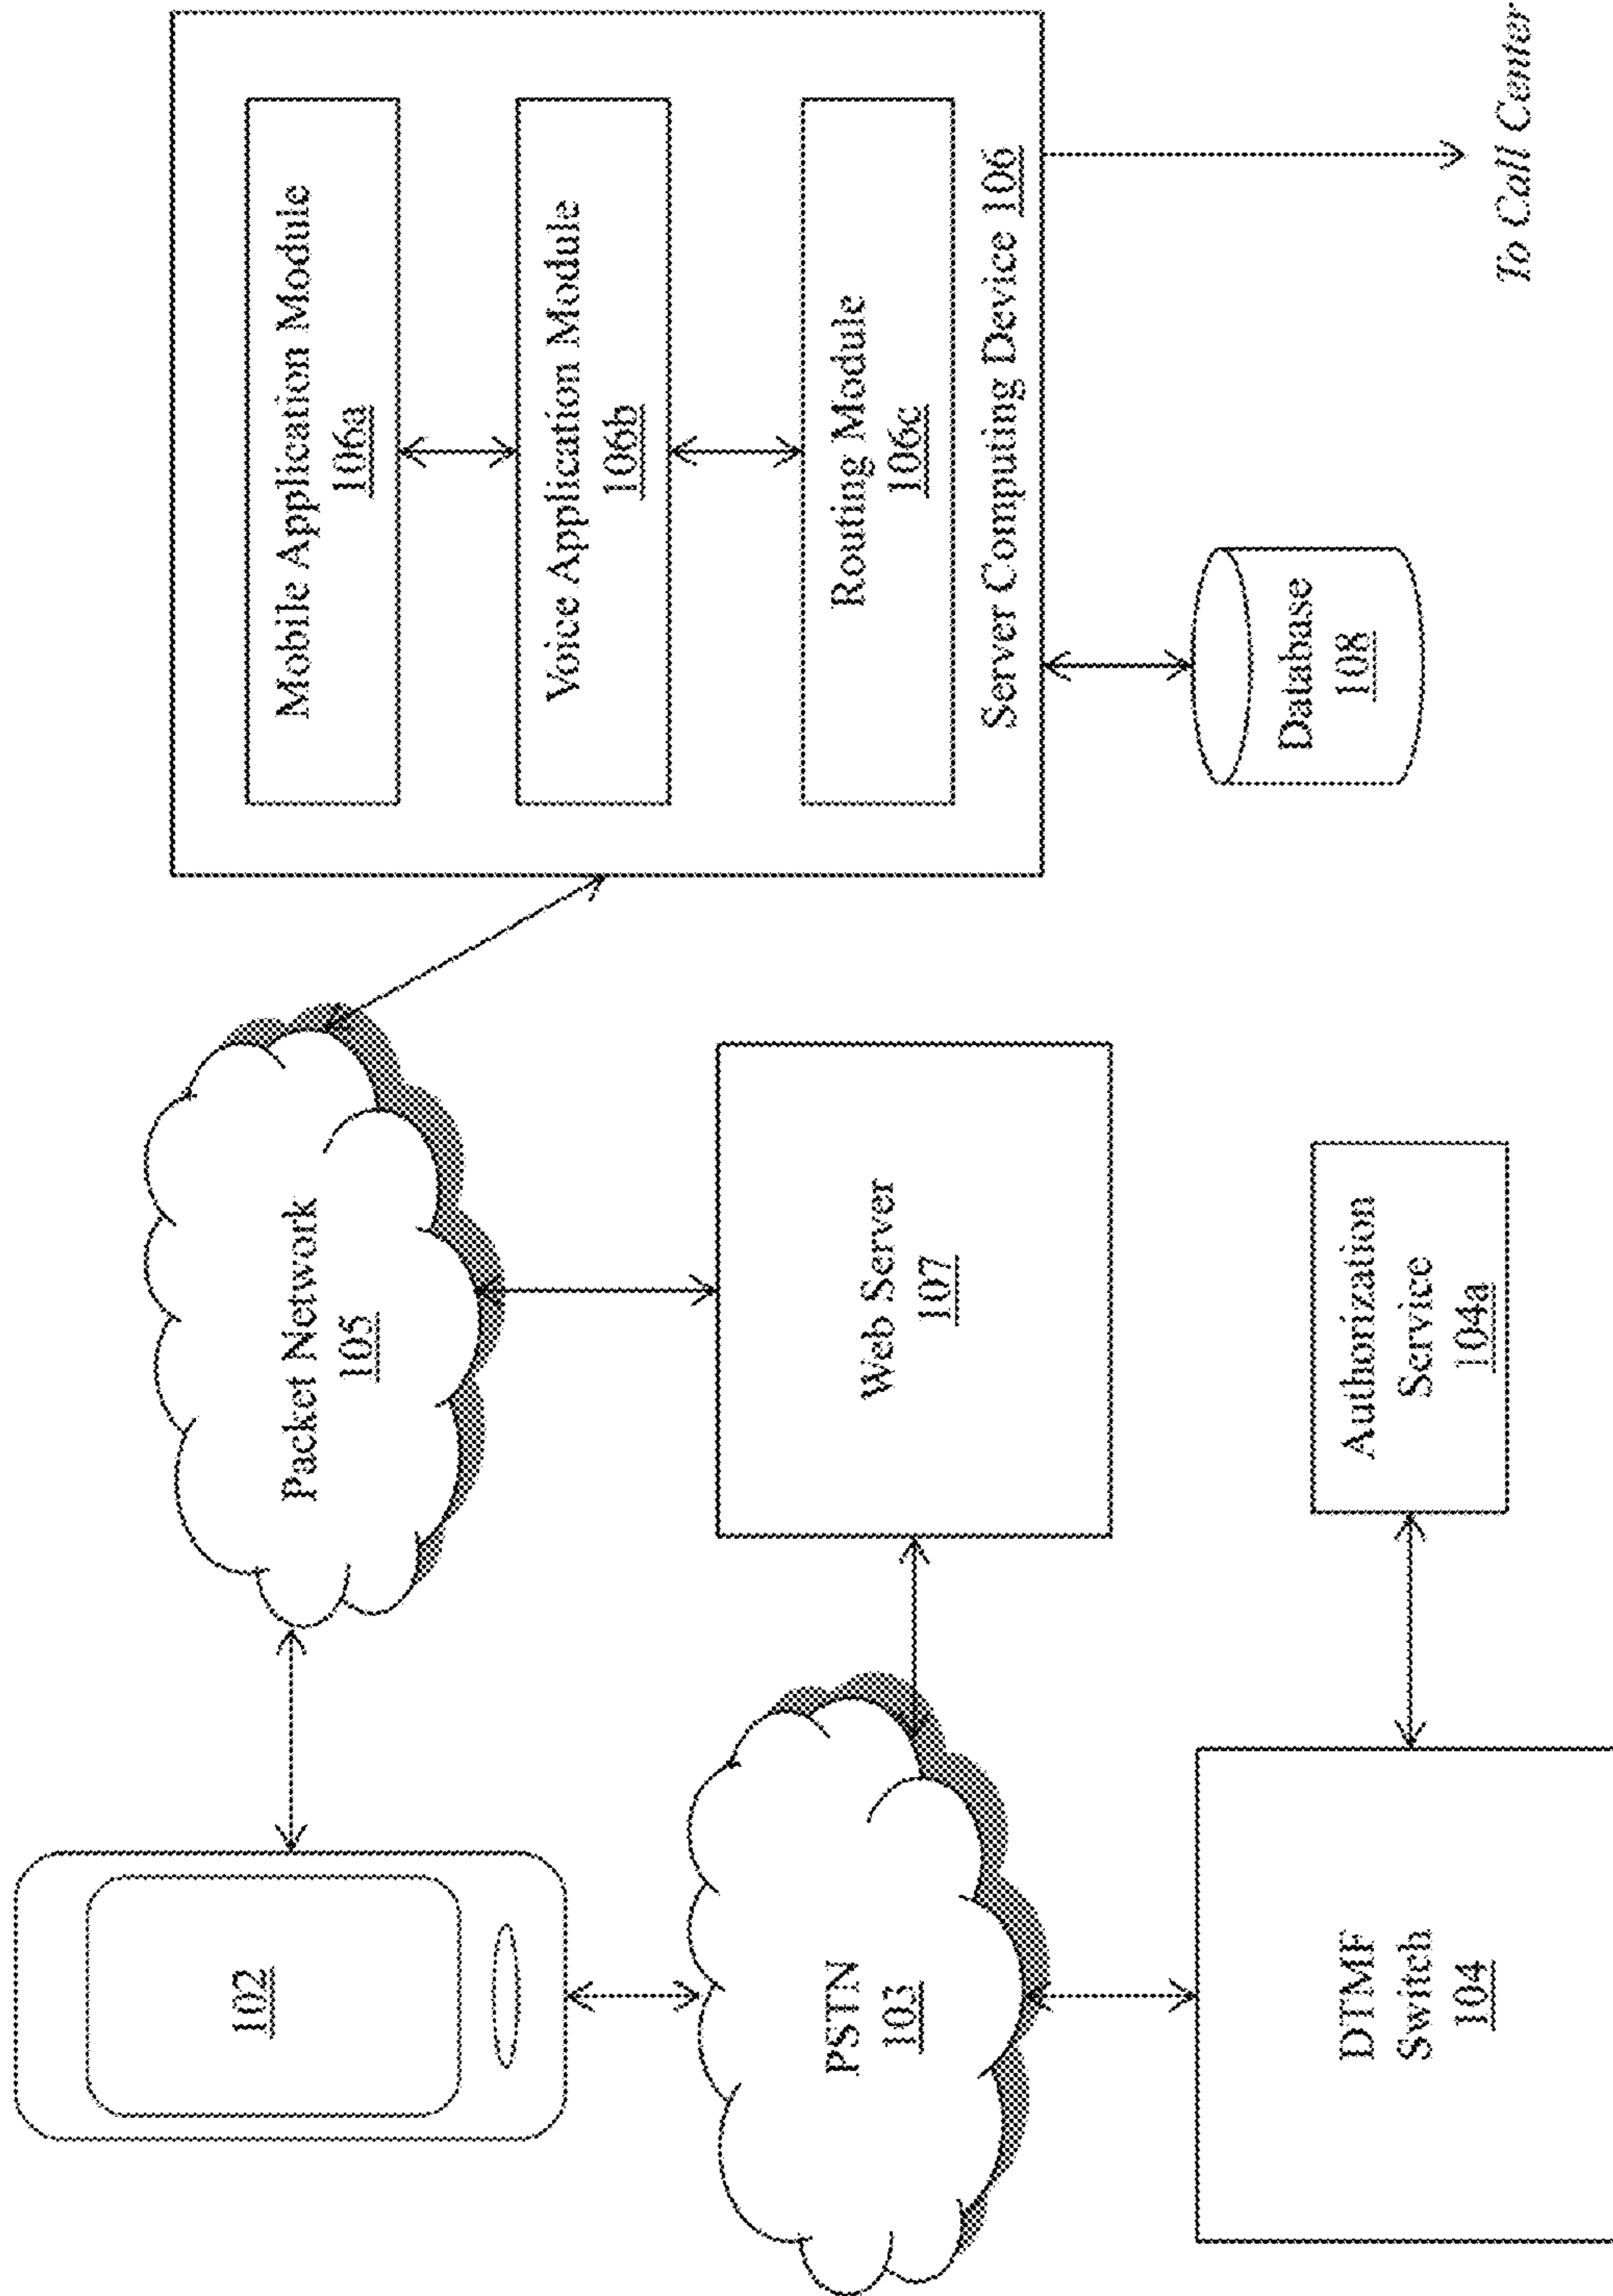 102
Packet Network
105
Mobile Application Module
106a
Voice Application Module
106b
Routing Module
106c
Server Computing Device 106
PSTN
103
Web Server
107
DTMF
Switch
104
Authorization
Service
104a
Database
108
To Call Center